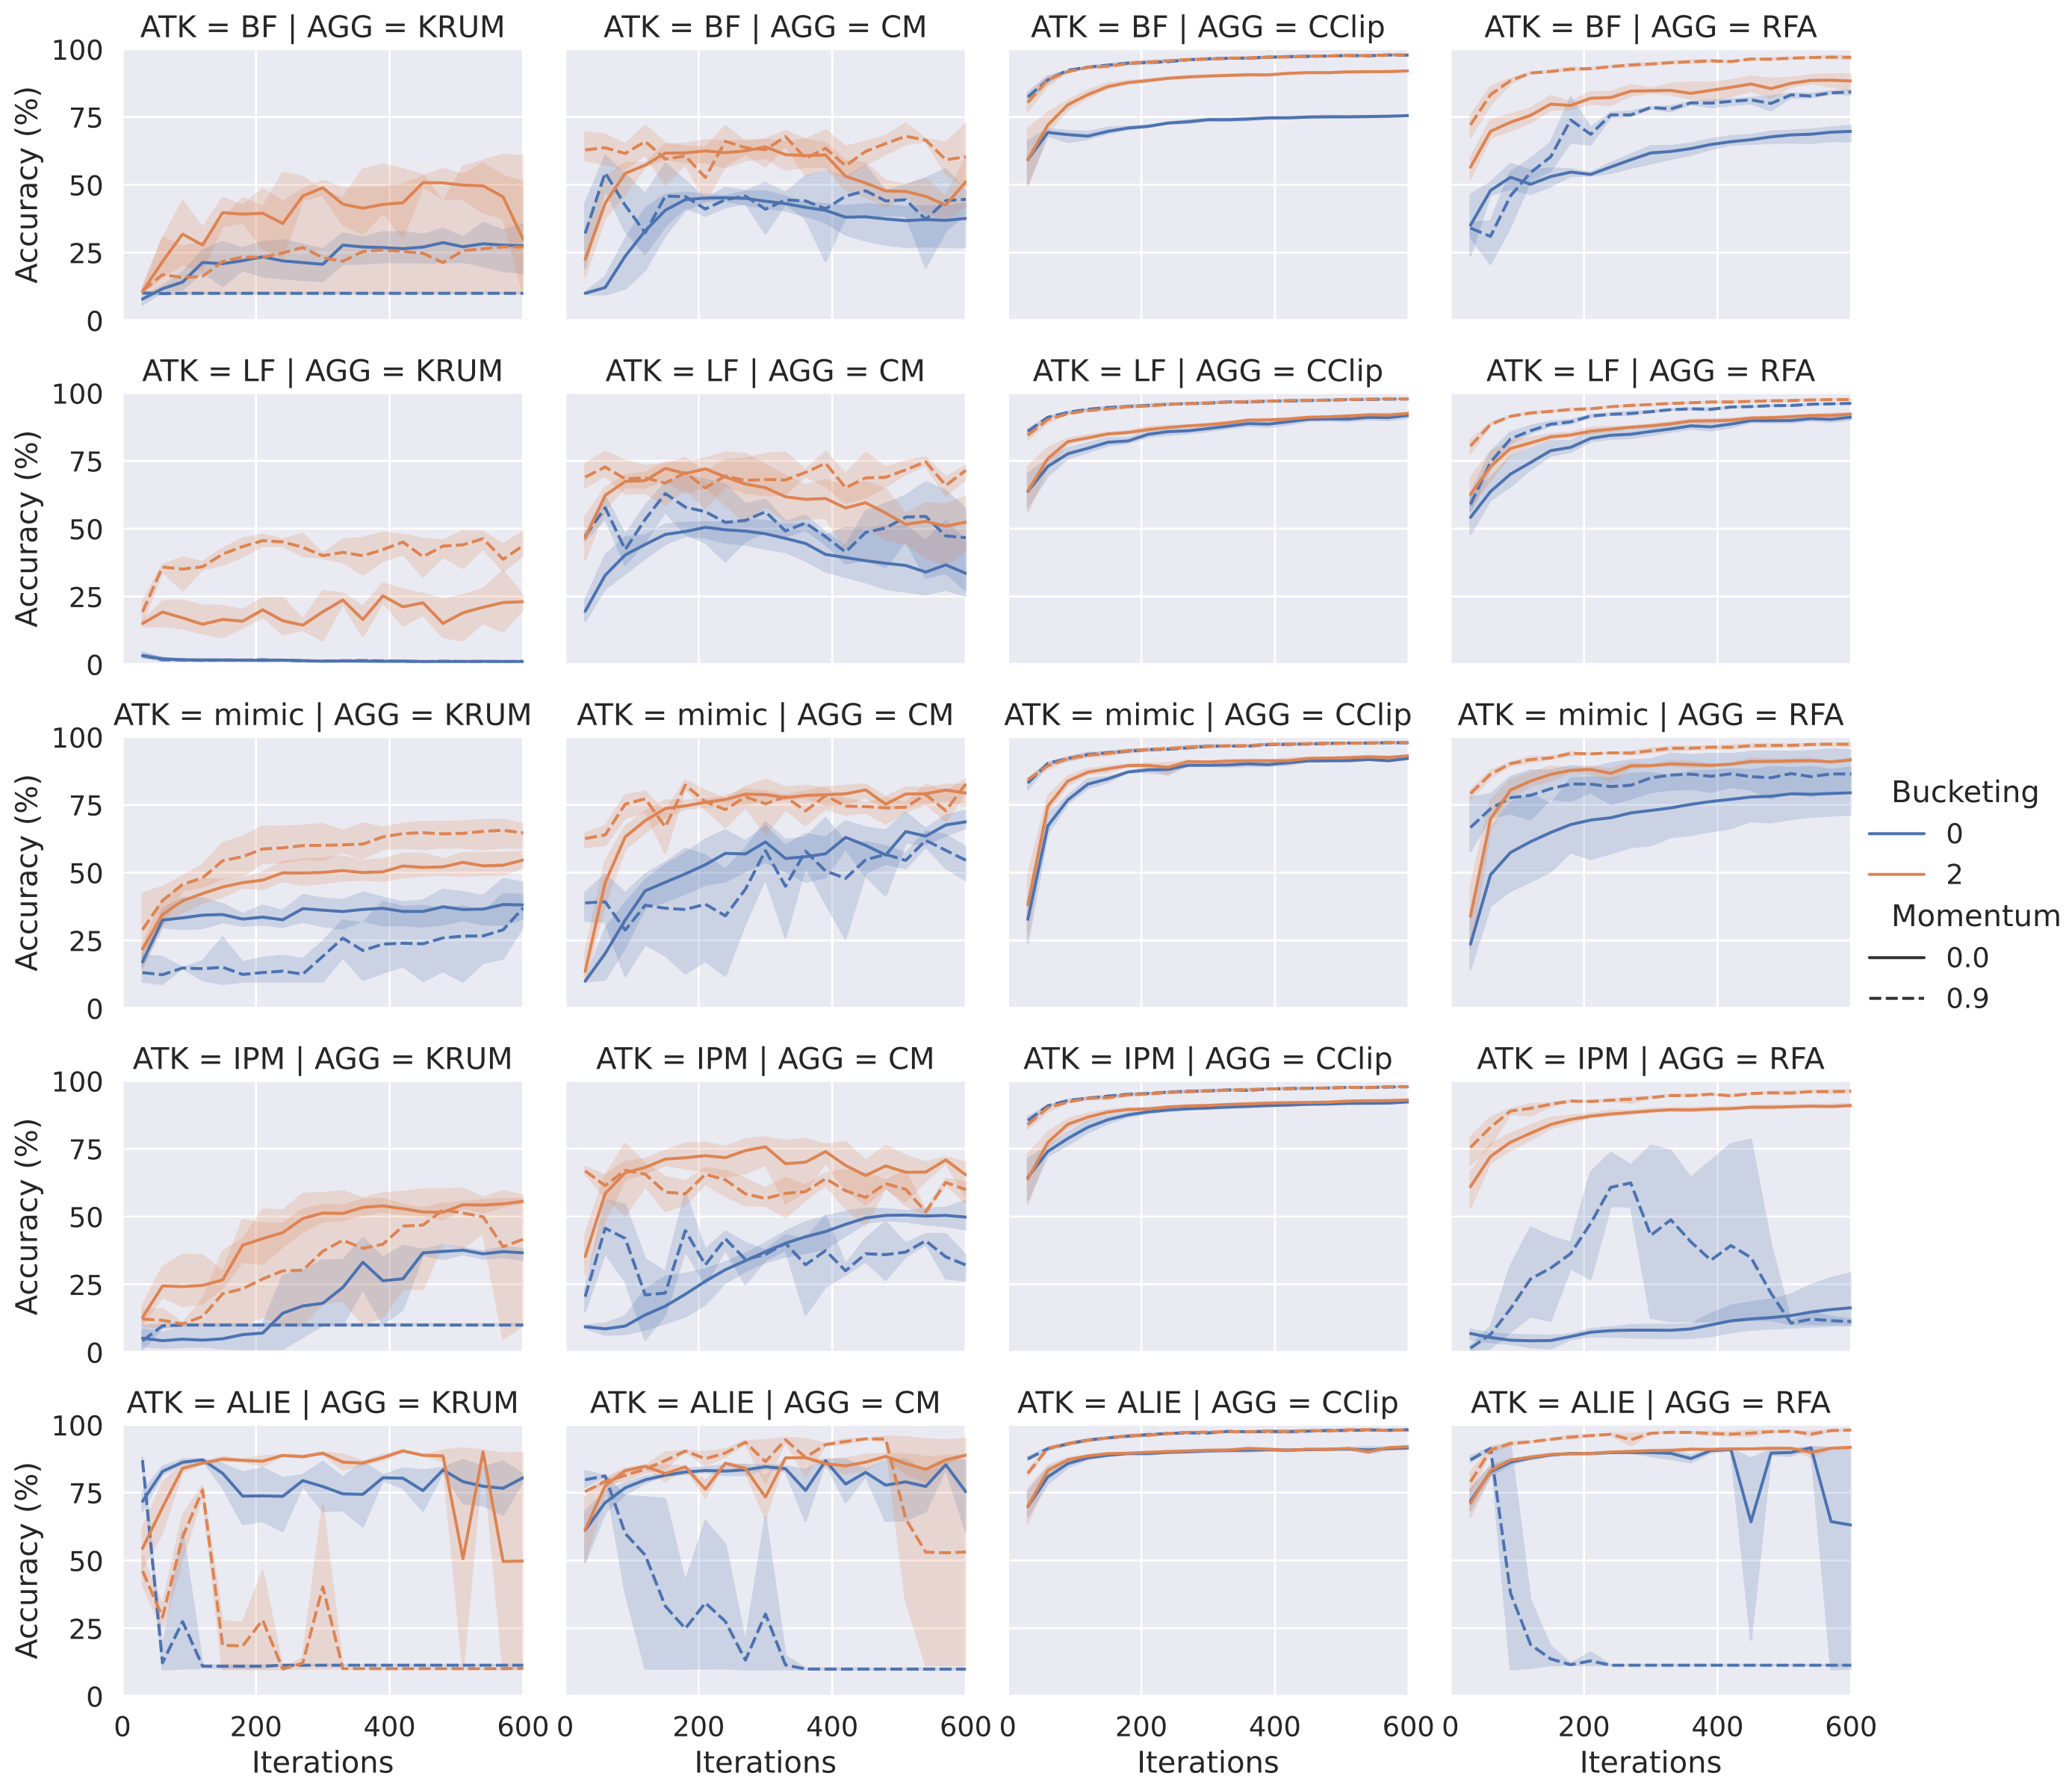 ATK = BF | AGG = KRUM
ATK = BF | AGG = CM
ATK = BF | AGG = CClip
ATK = BF | AGG = RFA
Accuracy (%)
100
75
50
25
0
ATK = LF | AGG = KRUM
ATK = LF | AGG = CM
ATK = LF | AGG = CClip
ATK = LF | AGG = RFA
Accuracy (%)
100
75
50
25
0
ATK = mimic | AGG = KRUM
ATK = mimic | AGG = CM
ATK = mimic | AGG = CClip
ATK = mimic | AGG = RFA
Accuracy (%)
100
75
50
25
0
Bucketing
0
2
Momentum
0.0
0.9
ATK = IPM | AGG = KRUM
ATK = IPM | AGG = CM
ATK = IPM | AGG = CClip
ATK = IPM | AGG = RFA
Accuracy (%)
100
75
50
25
0
ATK = ALIE | AGG = KRUM
ATK = ALIE | AGG = CM
ATK = ALIE | AGG = CClip
ATK = ALIE | AGG = RFA
Accuracy (%)
100
75
50
25
0
0 200 400 600
0 200 400 600
0 200 400 600
0 200 400 600
Iterations
Iterations
Iterations
Iterations